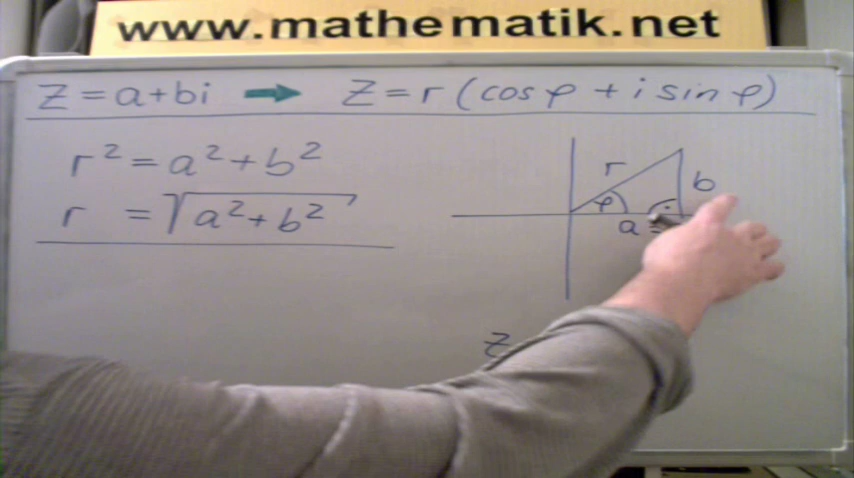 www.mathematik.net
z = a+bi → z = r (cos φ + i sin φ)
r² = a² + b²
r = √a² + b²
r
b
φ
a =
z